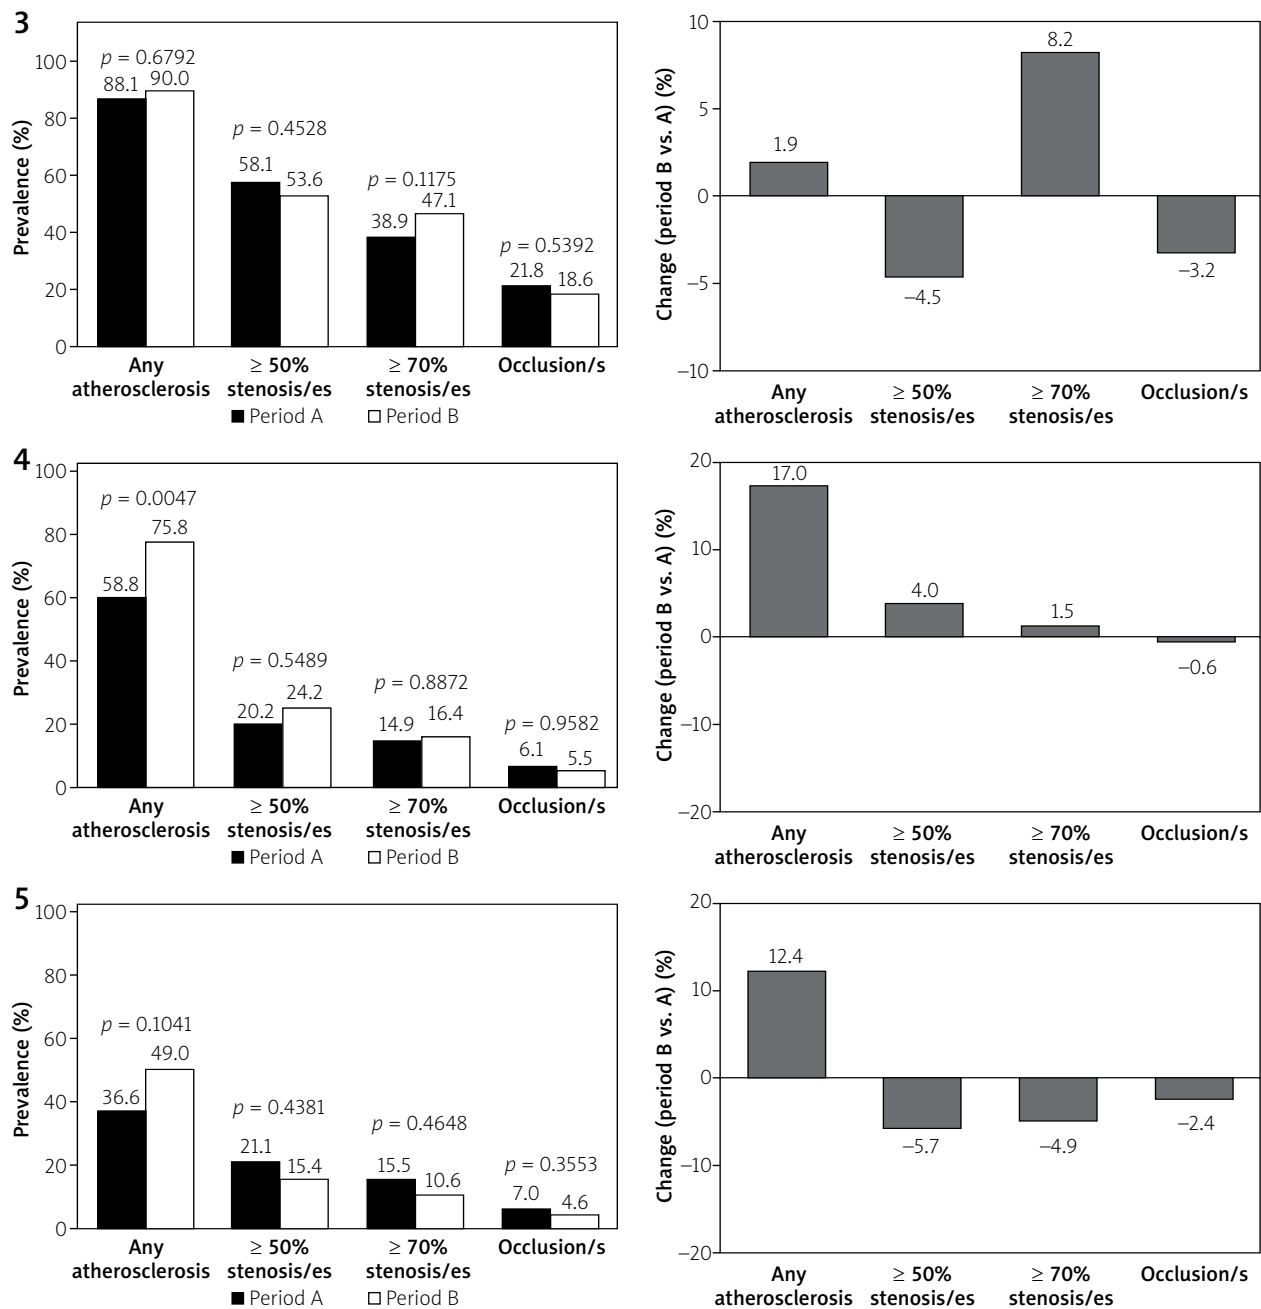 3
Prevalence (%)
100
80
60
40
20
0
p = 0.6792
88.1 90.0
p = 0.4528
58.1 53.6
p = 0.1175
38.9 47.1
p = 0.5392
21.8 18.6
Any atherosclerosis
≥ 50% stenosis/es
≥ 70% stenosis/es
Occlusion/s
Period A Period B
Change (period B vs. A) (%)
10
5
0
−5
−10
1.9
−4.5
8.2
−3.2
Any atherosclerosis
≥ 50% stenosis/es
≥ 70% stenosis/es
Occlusion/s
4
Prevalence (%)
100
80
60
40
20
0
p = 0.0047
58.8 75.8
p = 0.5489
20.2 24.2
p = 0.8872
14.9 16.4
p = 0.9582
6.1 5.5
Any atherosclerosis
≥ 50% stenosis/es
≥ 70% stenosis/es
Occlusion/s
Period A Period B
Change (period B vs. A) (%)
20
10
0
−10
−20
17.0
4.0
1.5
−0.6
Any atherosclerosis
≥ 50% stenosis/es
≥ 70% stenosis/es
Occlusion/s
5
Prevalence (%)
100
80
60
40
20
0
p = 0.1041
36.6 49.0
p = 0.4381
21.1 15.4
p = 0.4648
15.5 10.6
p = 0.3553
7.0 4.6
Any atherosclerosis
≥ 50% stenosis/es
≥ 70% stenosis/es
Occlusion/s
Period A Period B
Change (period B vs. A) (%)
20
10
0
−10
−20
12.4
−5.7
−4.9
−2.4
Any atherosclerosis
≥ 50% stenosis/es
≥ 70% stenosis/es
Occlusion/s